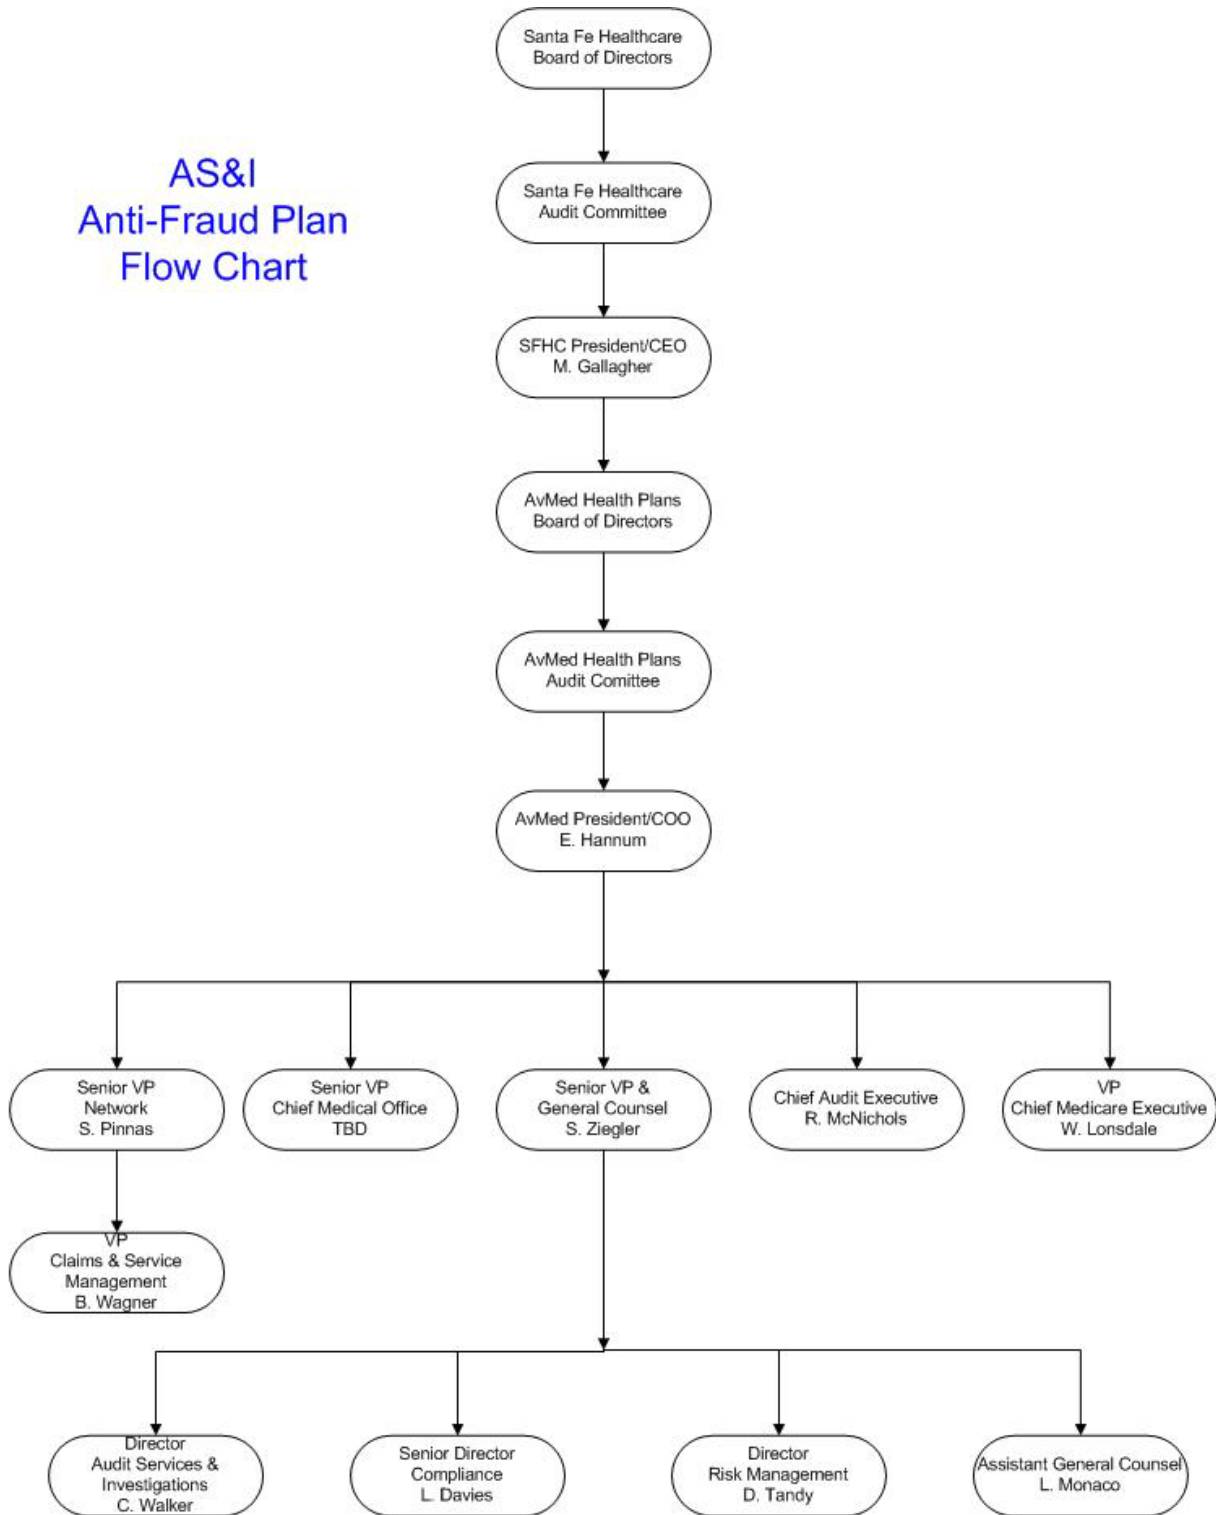 Santa Fe Healthcare
Board of Directors
AS&I
Anti-Fraud Plan
Flow Chart
Santa Fe Healthcare
Audit Committee
SFHC President/CEO
M. Gallagher
AvMed Health Plans
Board of Directors
AvMed Health Plans
Audit Comittee
AvMed President/COO
E. Hannum
Senior VP
Network
S. Pinnas
Senior VP
Chief Medical Office
TBD
Senior VP &
General Counsel
S. Ziegler
Chief Audit Executive
R. McNichols
VP
Chief Medicare Executive
W. Lonsdale
VP
Claims & Service
Management
B. Wagner
Director
Audit Services &
Investigations
C. Walker
Senior Director
Compliance
L. Davies
Director
Risk Management
D. Tandy
Assistant General Counsel
L. Monaco